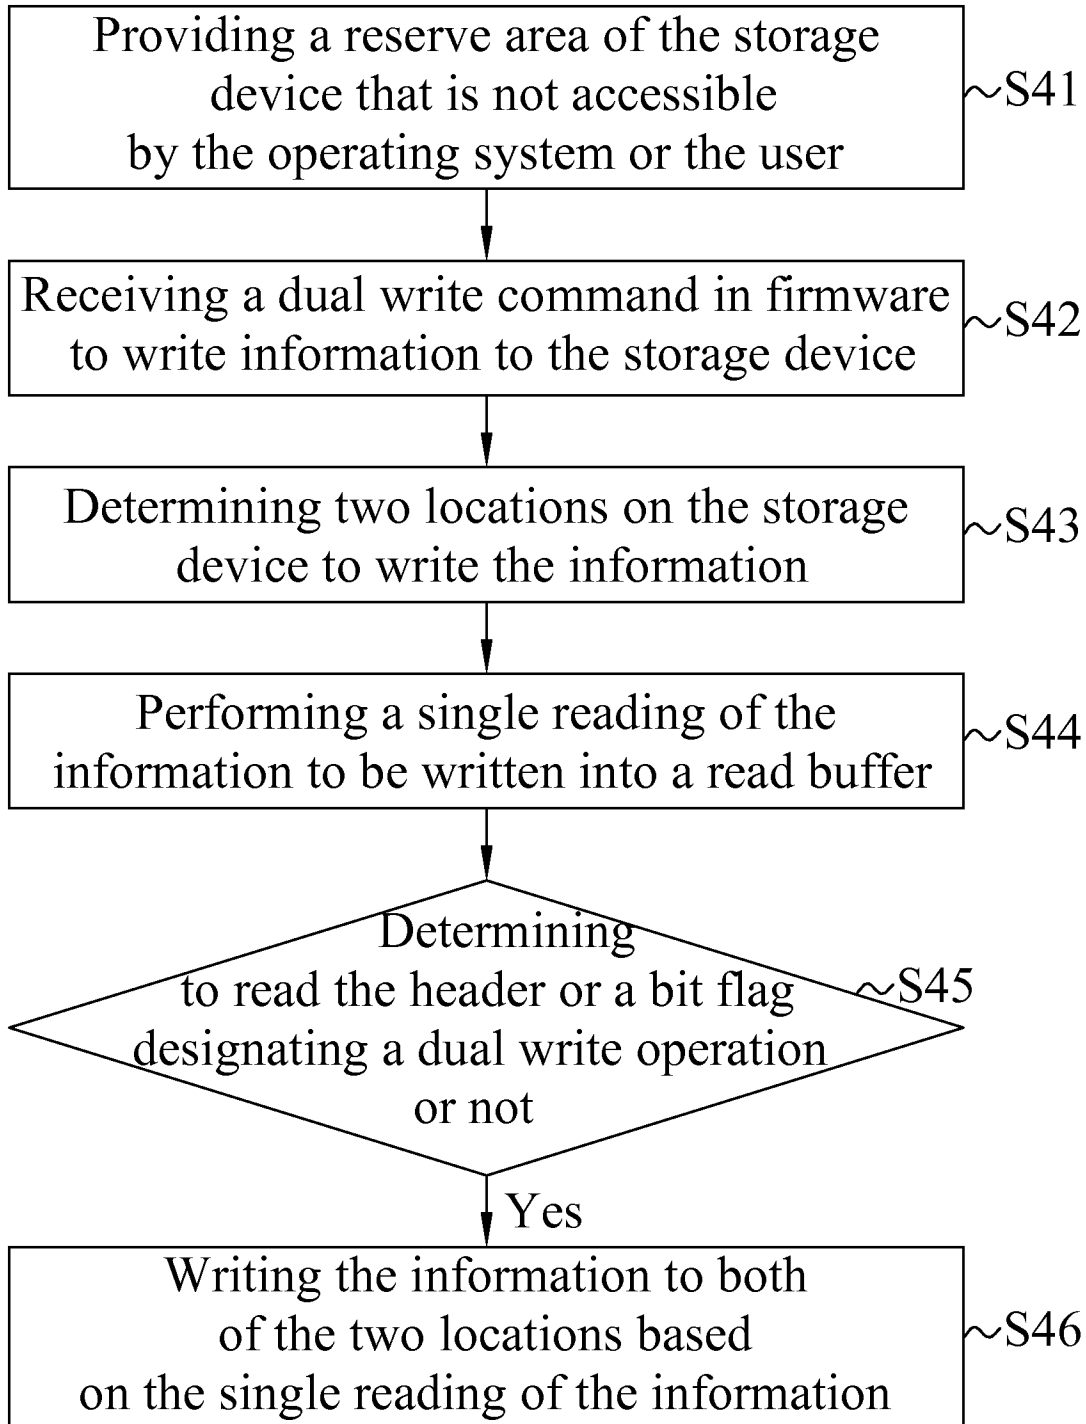 Providing a reserve area of the storage
device that is not accessible
by the operating system or the user
S41
Receiving a dual write command in firmware
to write information to the storage device
S42
Determining two locations on the storage
device to write the information
S43
Performing a single reading of the
information to be written into a read buffer
S44
Determining
to read the header or a bit flag
designating a dual write operation
or not
S45
Yes
Writing the information to both
of the two locations based
on the single reading of the information
S46